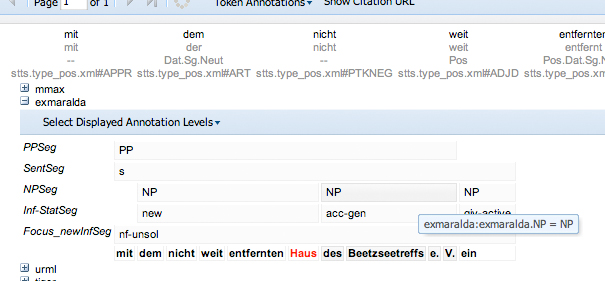 Page 1 of 1 Token Annotations Show Citation URL
mit dem nicht weit entfernten
mit der nicht weit entfernt
-- Dat.Sg.Neut -- Pos Pos.Dat.Sg.Ne
stts.type_pos.xml#APPR stts.type_pos.xml#ART stts.type_pos.xml#PTKNEG stts.type_pos.xml#ADJD stts.type_pos.xm
mmax
exmaralda
Select Displayed Annotation Levels
PPSeg PP
SentSeg s
NPSeg NP NP NP
Inf-StatSeg new acc-gen giv-active
exmaralda:exmaralda.NP = NP
Focus_newInfSeg nf-unsol
mit dem nicht weit entfernten Haus des Beetzseetreffs e. V. ein
urml